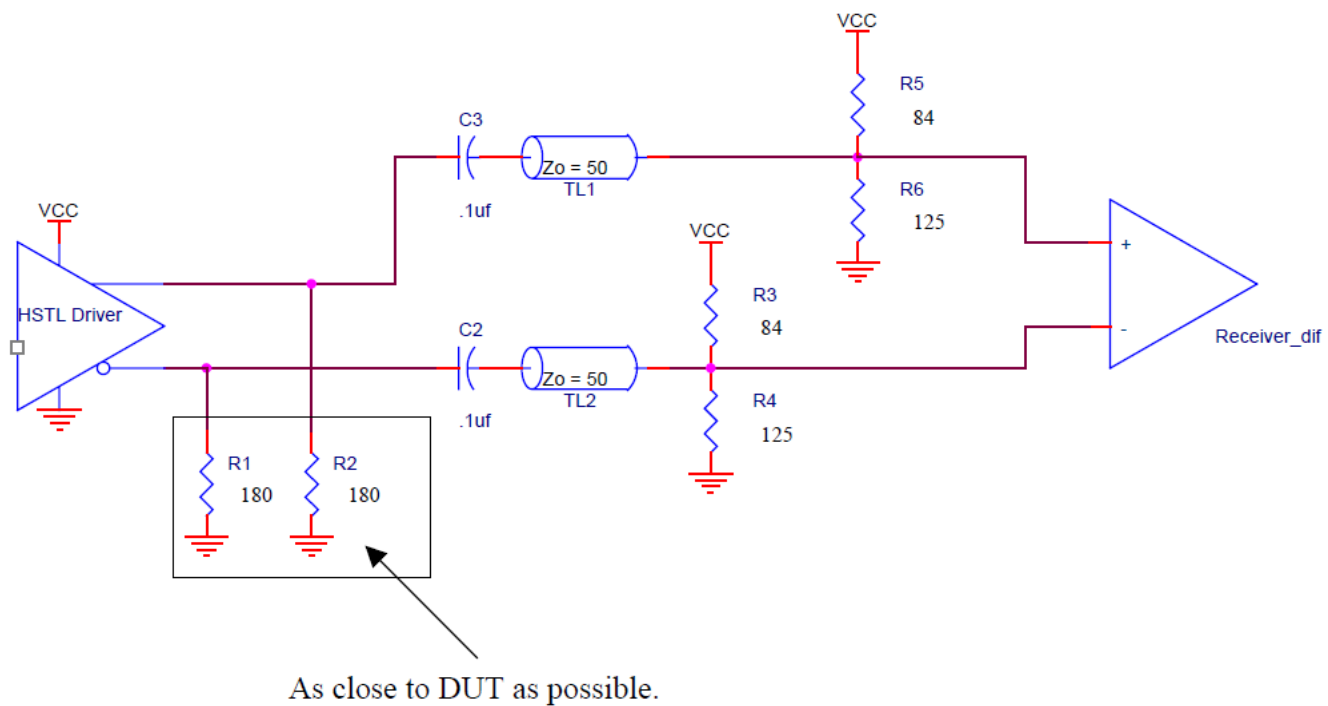 VCC
R5
84
C3
Zo = 50
TL1
.1uf
R6
125
VCC
VCC
+
HSTL Driver
R3
84
C2
-
Receiver_dif
Zo = 50
TL2
.1uf
R4
125
R1
180
R2
180
As close to DUT as possible.